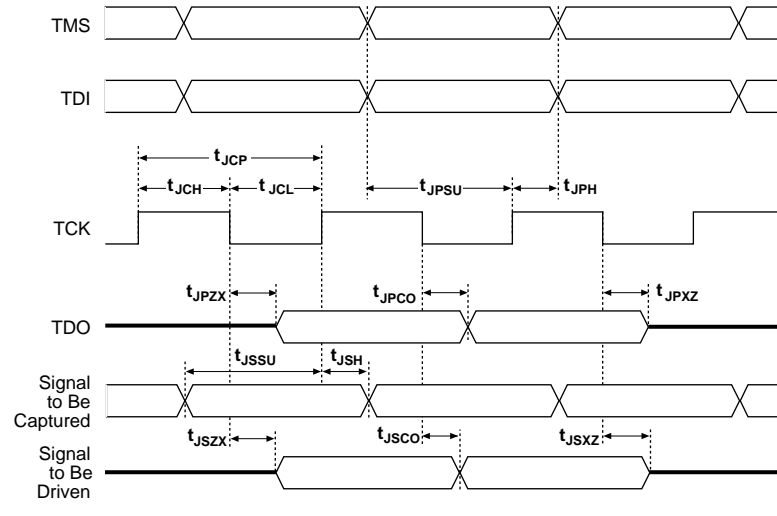 TMS
TDI
tJCP
tJCH tJCL tJPSU tJPH
TCK
tJPZX tJPCO tJPXZ
TDO
tJSSU tJSH
Signal
to Be
Captured
tJSZX tJSCO tJSXZ
Signal
to Be
Driven